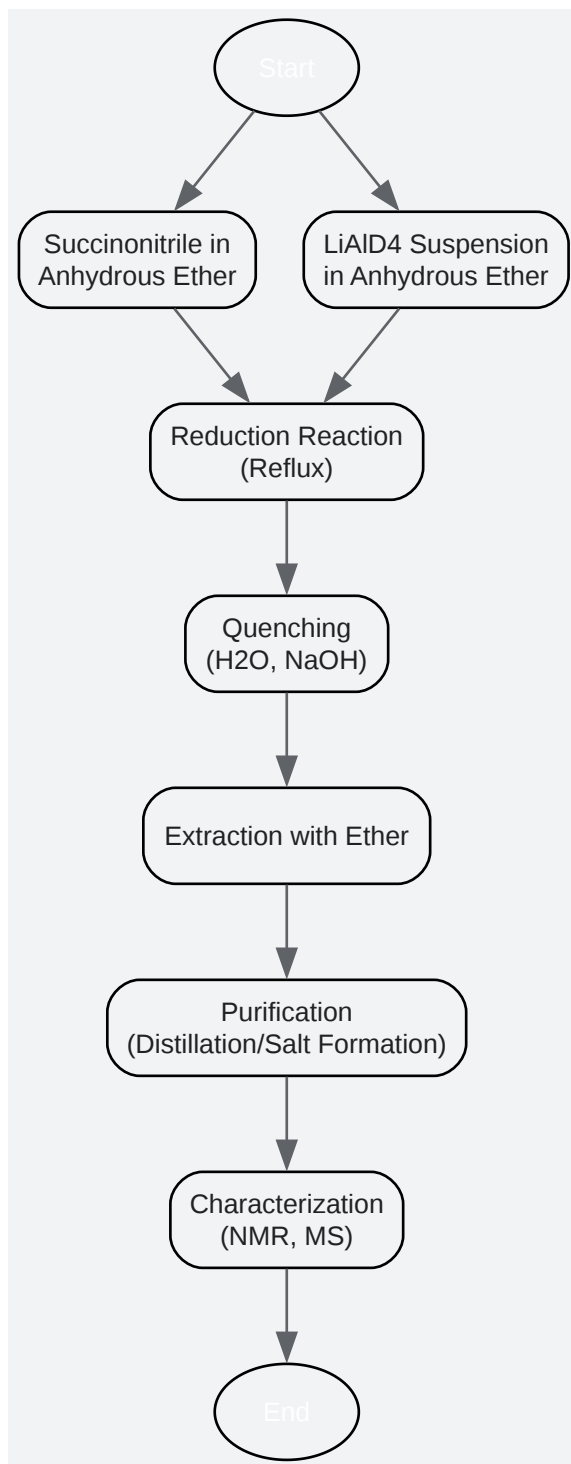 Start
Succinonitrile in
Anhydrous Ether
LiAlD4 Suspension
in Anhydrous Ether
Reduction Reaction
(Reflux)
Quenching
(H2O, NaOH)
Extraction with Ether
Purification
(Distillation/Salt Formation)
Characterization
(NMR, MS)
End